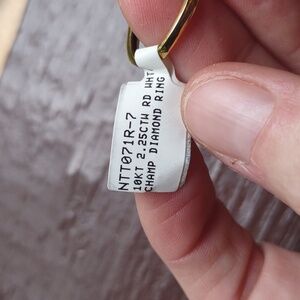 NTT071R-7
10KT 2.25CTW RD WHT
CHAMP DIAMOND RING